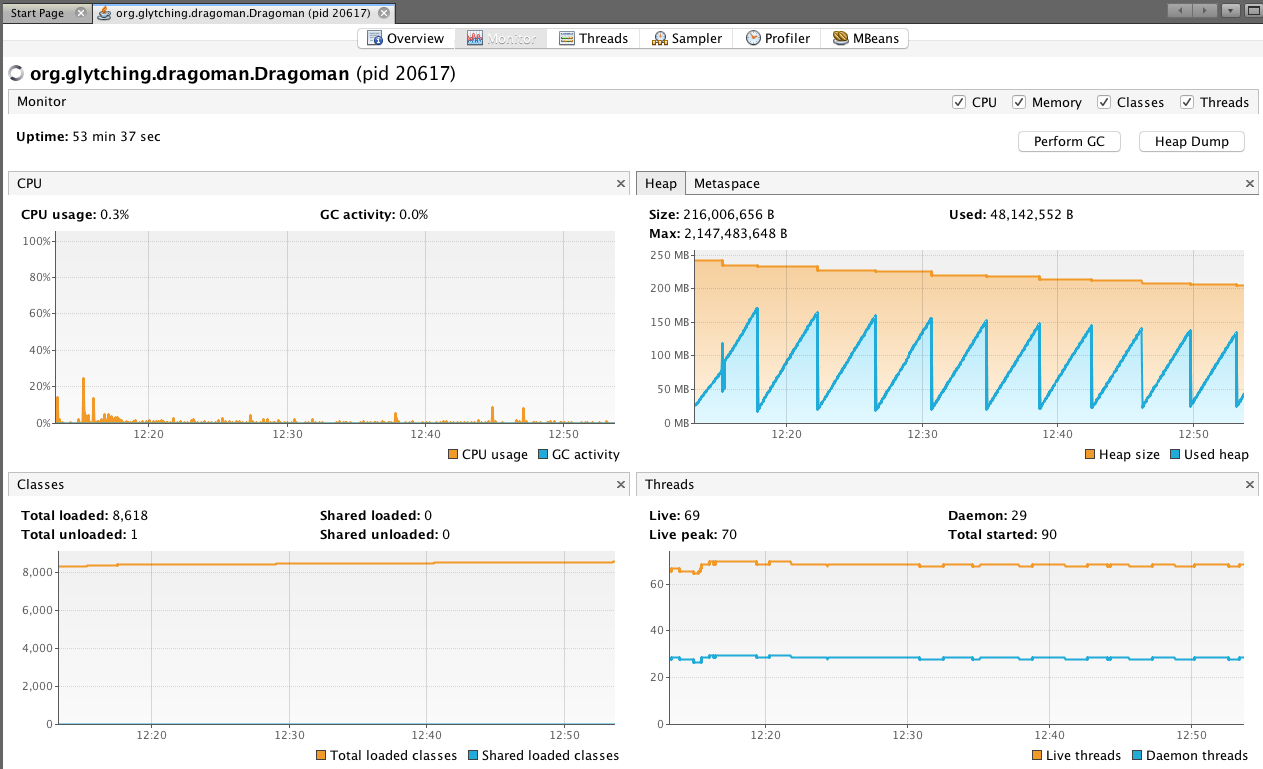 Start Page org.glytching.dragoman.Dragoman (pid 20617)
Overview Monitor Threads Sampler Profiler MBeans
org.glytching.dragoman.Dragoman (pid 20617)
Monitor CPU Memory Classes Threads
Uptime: 53 min 37 sec
Perform GC Heap Dump
CPU
CPU usage: 0.3% GC activity: 0.0%
100%
80%
60%
40%
20%
0%
12:20 12:30 12:40 12:50
CPU usage GC activity
Heap Metaspace
Size: 216,006,656 B Used: 48,142,552 B
Max: 2,147,483,648 B
250 MB
200 MB
150 MB
100 MB
50 MB
0 MB
12:20 12:30 12:40 12:50
Heap size Used heap
Classes
Total loaded: 8,618 Shared loaded: 0
Total unloaded: 1 Shared unloaded: 0
8,000
6,000
4,000
2,000
0
12:20 12:30 12:40 12:50
Total loaded classes Shared loaded classes
Threads
Live: 69 Daemon: 29
Live peak: 70 Total started: 90
60
40
20
0
12:20 12:30 12:40 12:50
Live threads Daemon threads